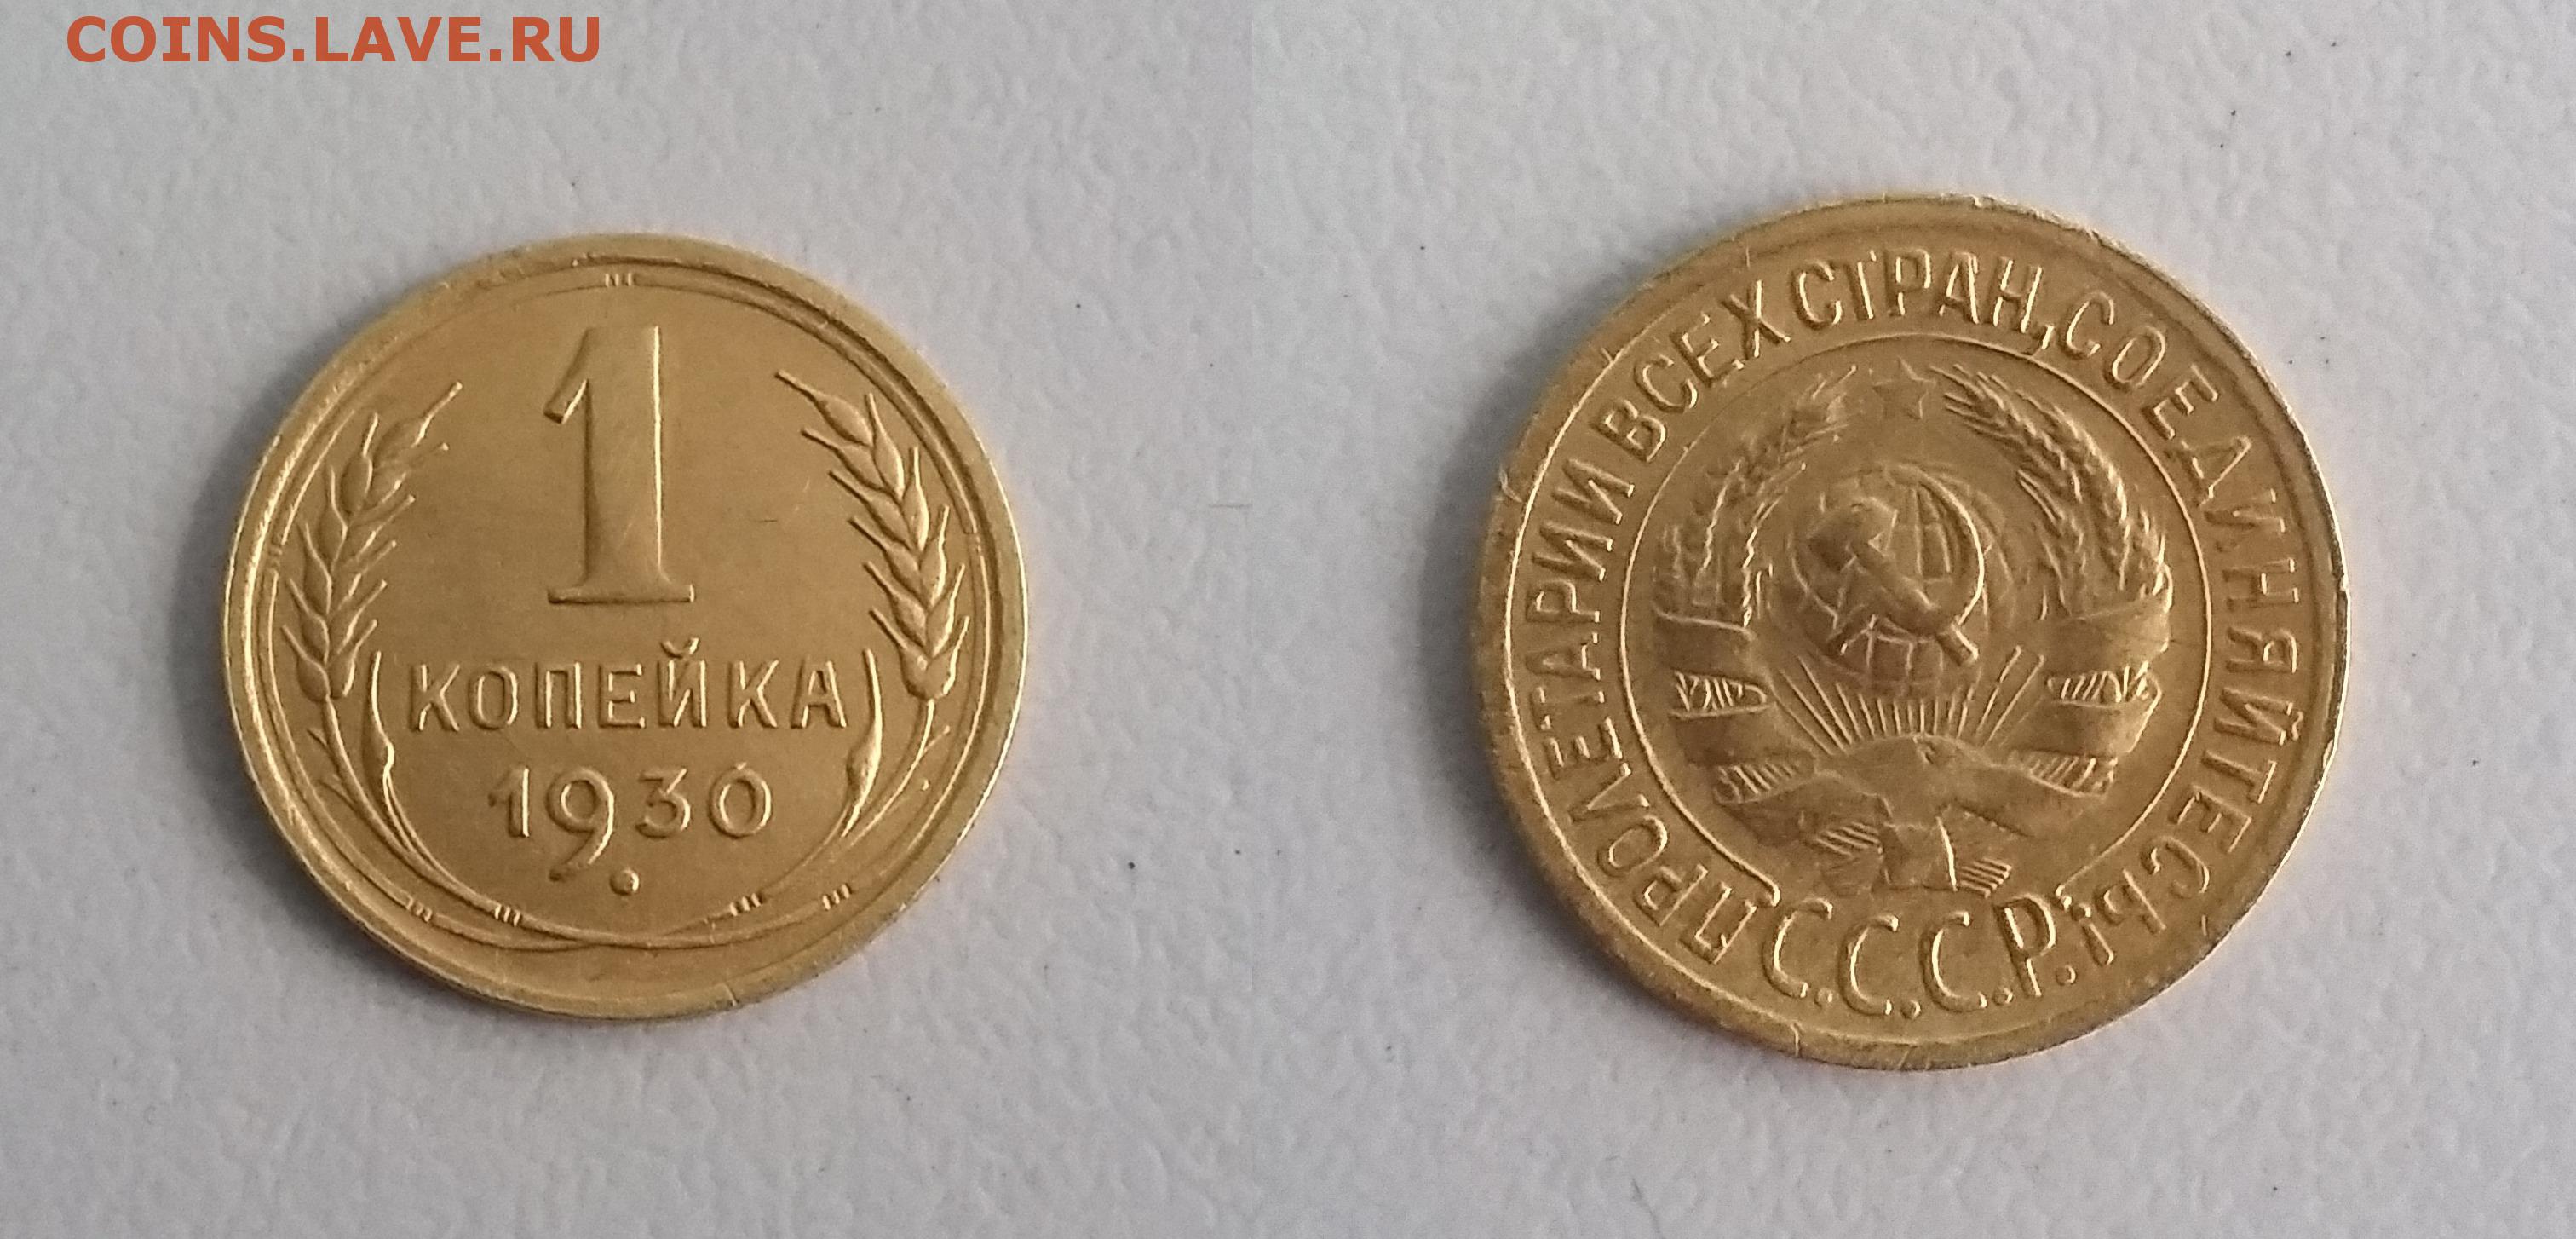 COINS.LAVE.RU
1
КОПЕЙКА
1930.
ПРОЛЕТАРИИ ВСЕХ СТРАН, СОЕДИНЯЙТЕСЬ!
С.С.С.Р.